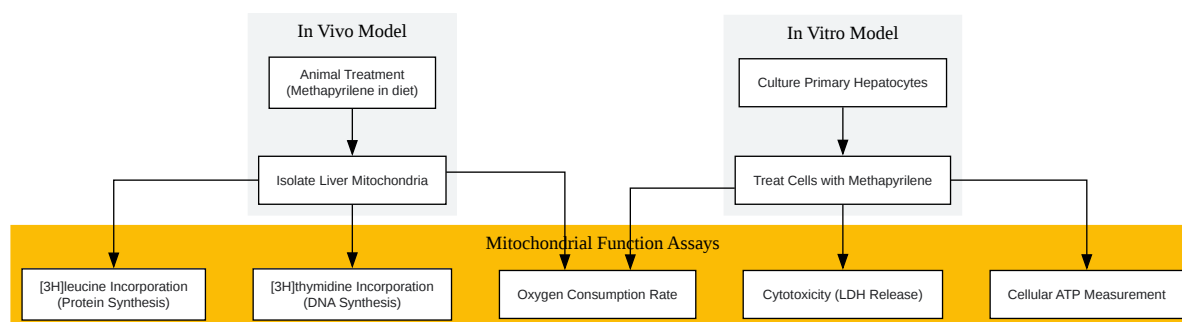 In Vivo Model
In Vitro Model
Animal Treatment
(Methapyrilene in diet)
Culture Primary Hepatocytes
Isolate Liver Mitochondria
Treat Cells with Methapyrilene
Mitochondrial Function Assays
[3H]leucine Incorporation
(Protein Synthesis)
[3H]thymidine Incorporation
(DNA Synthesis)
Oxygen Consumption Rate
Cytotoxicity (LDH Release)
Cellular ATP Measurement